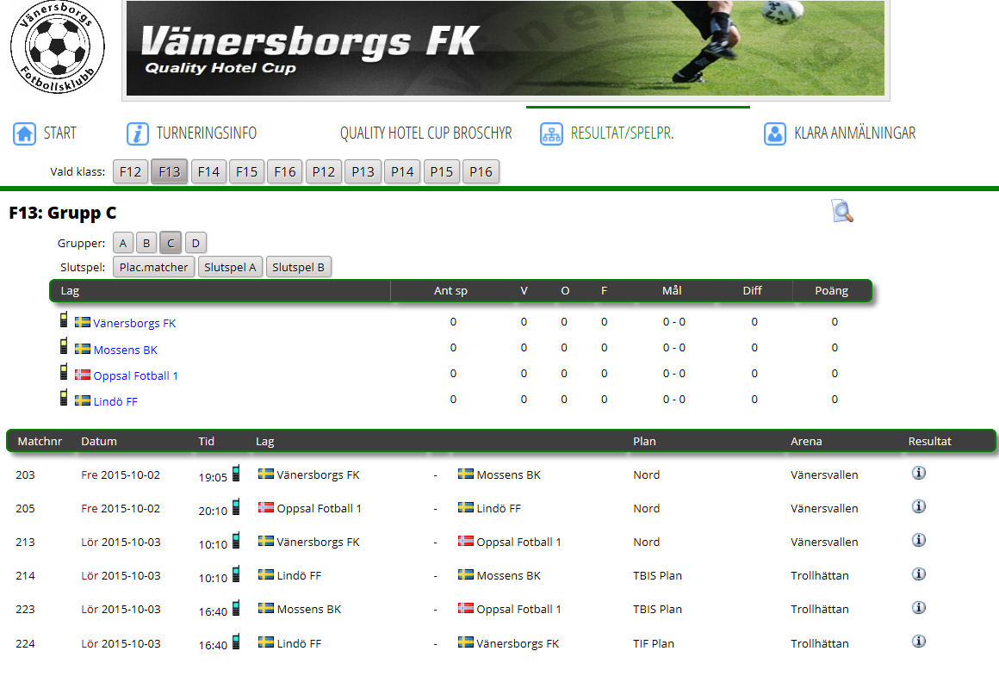 Vänersborgs
Fotbollsklubb
Vänersborgs FK
Quality Hotel Cup
START TURNERINGSINFO QUALITY HOTEL CUP BROSCHYR RESULTAT/SPELPR. KLARA ANMÄLNINGAR
Vald klass: F12 F13 F14 F15 F16 P12 P13 P14 P15 P16
F13: Grupp C
Grupper: A B C D
Slutspel: Plac.matcher Slutspel A Slutspel B
Lag Ant sp V O F Mål Diff Poäng
Vänersborgs FK 0 0 0 0 0 - 0 0 0
Mossens BK 0 0 0 0 0 - 0 0 0
Oppsal Fotball 1 0 0 0 0 0 - 0 0 0
Lindö FF 0 0 0 0 0 - 0 0 0
Matchnr Datum Tid Lag Plan Arena Resultat
203 Fre 2015-10-02 19:05 Vänersborgs FK - Mossens BK Nord Vänersvallen
205 Fre 2015-10-02 20:10 Oppsal Fotball 1 - Lindö FF Nord Vänersvallen
213 Lör 2015-10-03 10:10 Vänersborgs FK - Oppsal Fotball 1 Nord Vänersvallen
214 Lör 2015-10-03 10:10 Lindö FF - Mossens BK TBIS Plan Trollhättan
223 Lör 2015-10-03 16:40 Mossens BK - Oppsal Fotball 1 TBIS Plan Trollhättan
224 Lör 2015-10-03 16:40 Lindö FF - Vänersborgs FK TIF Plan Trollhättan